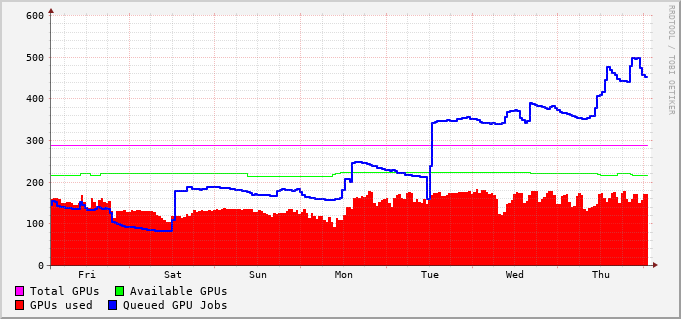 600
500
400
300
200
100
0
Fri Sat Sun Mon Tue Wed Thu
Total GPUs Available GPUs
GPUs used Queued GPU Jobs
RRDTOOL / TOBI OETIKER